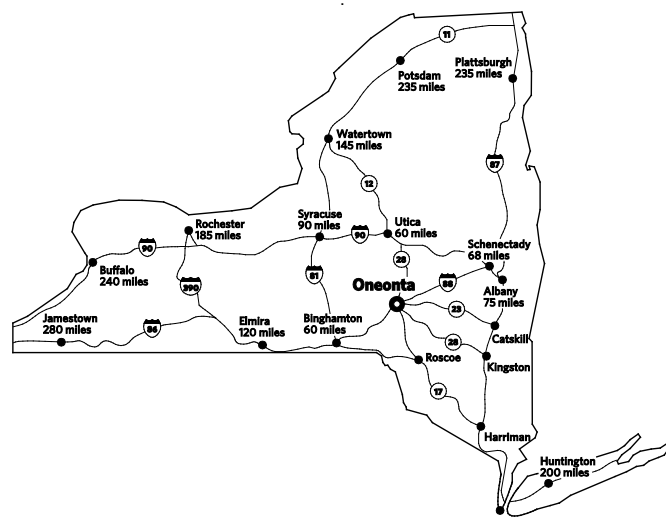 11
Plattsburgh
235 miles
Potsdam
235 miles
Watertown
145 miles
87
12
Syracuse
90 miles
Utica
60 miles
Rochester
185 miles
90
90
Schenectady
68 miles
28
Buffalo
240 miles
81
88
390
Oneonta
Albany
75 miles
23
Jamestown
280 miles
86
Elmira
120 miles
Binghamton
60 miles
Catskill
28
Roscoe
Kingston
17
Harriman
Huntington
200 miles